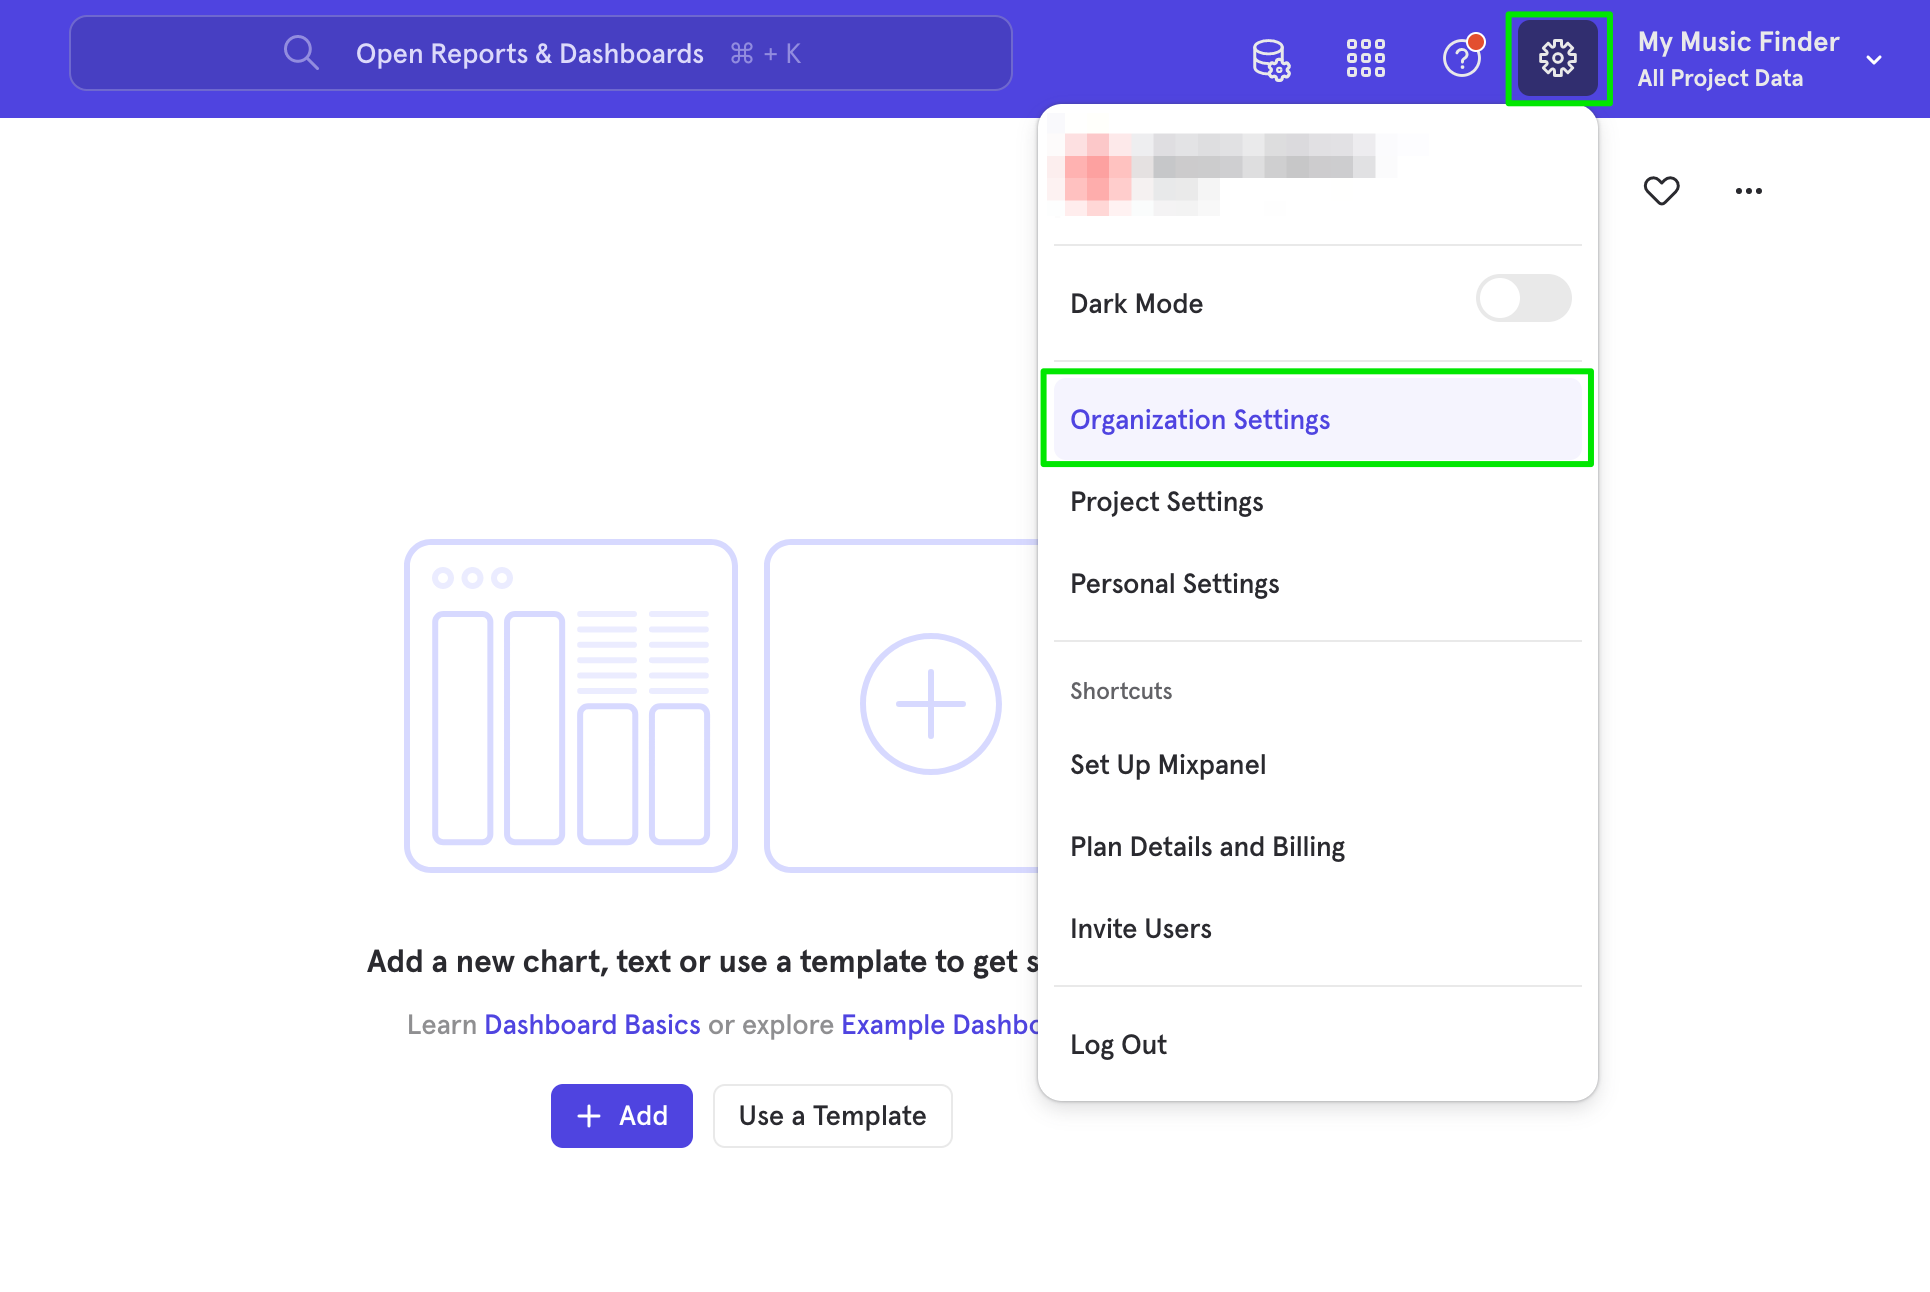 Open Reports & Dashboards ⌘ + K
My Music Finder
All Project Data
Dark Mode
Organization Settings
Project Settings
Personal Settings
Shortcuts
Set Up Mixpanel
Plan Details and Billing
Invite Users
Log Out
Add a new chart, text or use a template to get s
Learn Dashboard Basics or explore Example Dashbo
+ Add
Use a Template